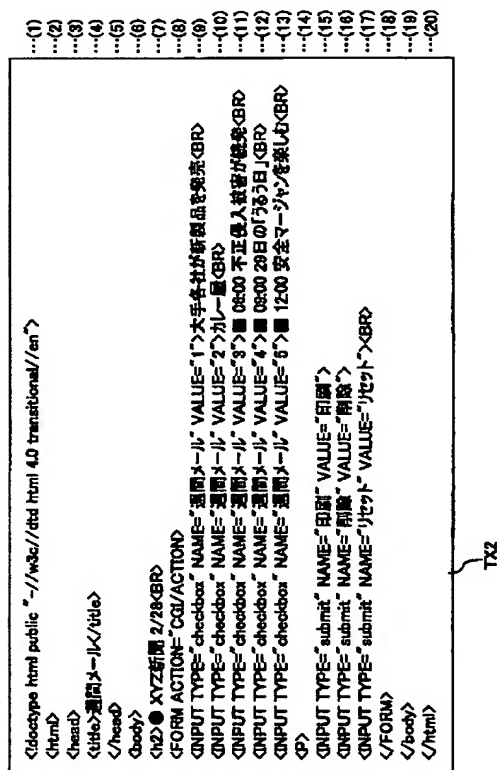 <!doctype html public "-//w3c//dtd html 4.0 transitional//en"> …(1)
<html> …(2)
<head> …(3)
<title>週間メール</title> …(4)
</head> …(5)
<body> …(6)
<h2>● XYZ新聞 2/28<BR> …(7)
<FORM ACTION="CGI/ACTION> …(8)
<INPUT TYPE="checkbox" NAME="週間メール" VALUE="1">大手各社が新製品を発売<BR> …(9)
<INPUT TYPE="checkbox" NAME="週間メール" VALUE="2">カレー量<BR> …(10)
<INPUT TYPE="checkbox" NAME="週間メール" VALUE="3">■ 08:00 不正侵入被害が続発<BR> …(11)
<INPUT TYPE="checkbox" NAME="週間メール" VALUE="4">■ 09:00 29日の「うるう日」<BR> …(12)
<INPUT TYPE="checkbox" NAME="週間メール" VALUE="5">■ 12:00 安全マージャンを楽しむ<BR> …(13)
<P> …(14)
<INPUT TYPE="submit" NAME="印刷" VALUE="印刷"> …(15)
<INPUT TYPE="submit" NAME="削除" VALUE="削除"> …(16)
<INPUT TYPE="submit" NAME="リセット" VALUE="リセット"><BR> …(17)
</FORM> …(18)
</body> …(19)
</html> …(20)
TX2